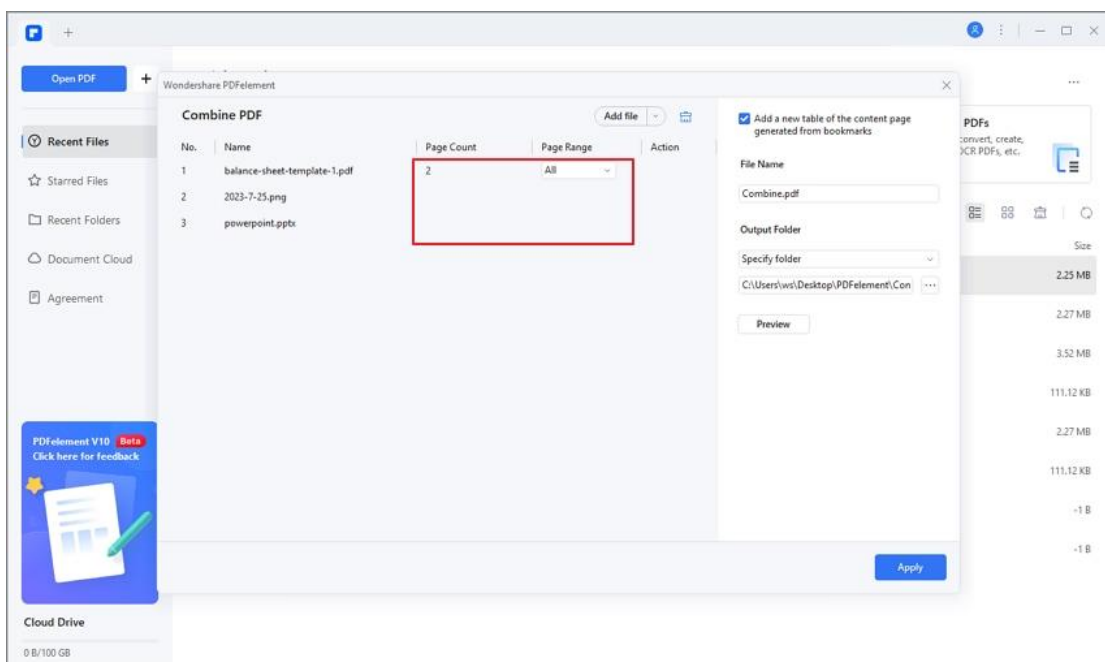 Open PDF
Recent Files
Starred Files
Recent Folders
Document Cloud
Agreement
PDFelement V10 Beta
Click here for feedback
Cloud Drive
0 B/100 GB
Wondershare PDFelement
Combine PDF
Add file
No. Name Page Count Page Range Action
1 balance-sheet-template-1.pdf 2 All
2 2023-7-25.png
3 powerpoint.pptx
Add a new table of the content page
generated from bookmarks
File Name
Combine.pdf
Output Folder
Specify folder
C:\Users\ws\Desktop\PDFelement\Con
Preview
Apply
PDFs
convert, create,
OCR PDFs, etc.
Size
2.25 MB
2.27 MB
3.52 MB
111.12 KB
2.27 MB
111.12 KB
-1 B
-1 B